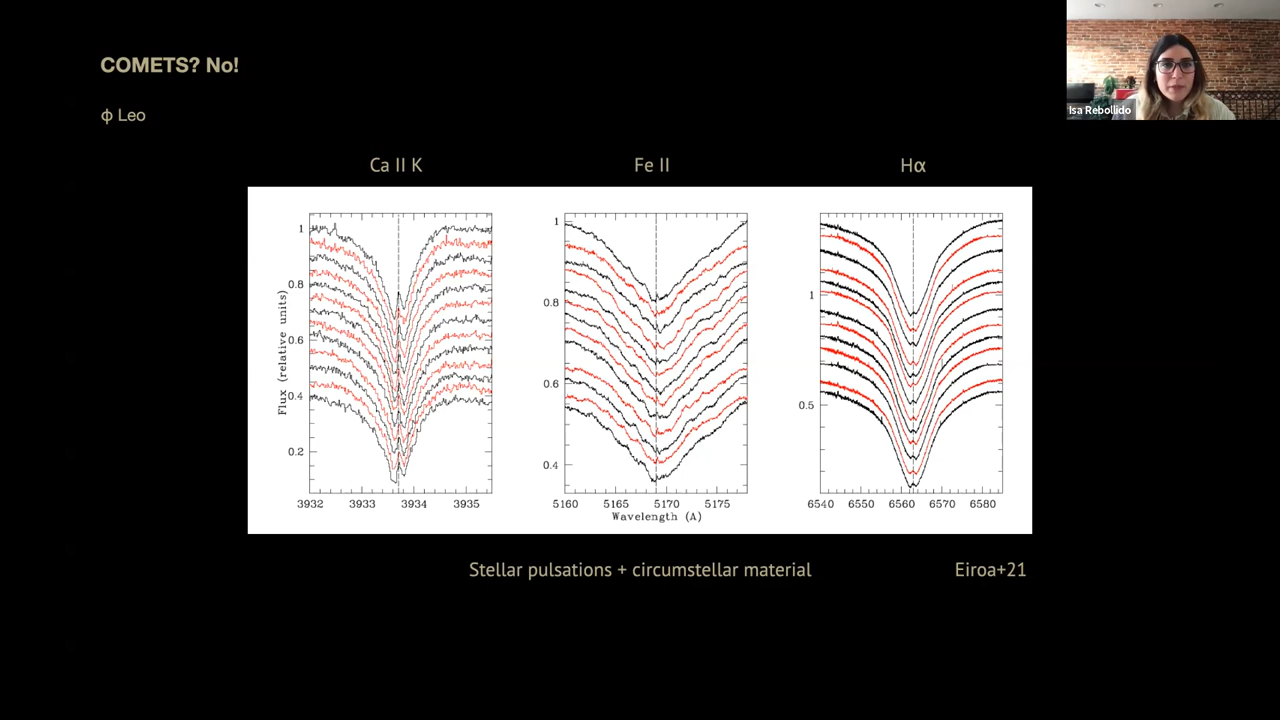 COMETS? No!
Isa Rebollido
φ Leo
Ca II K
Fe II
Hα
1
0.8
0.6
0.4
0.2
Flux (relative units)
3932 3933 3934 3935
1
0.8
0.6
0.4
5160 5165 5170 5175
Wavelength (A)
1
0.5
6540 6550 6560 6570 6580
Stellar pulsations + circumstellar material
Eiroa+21